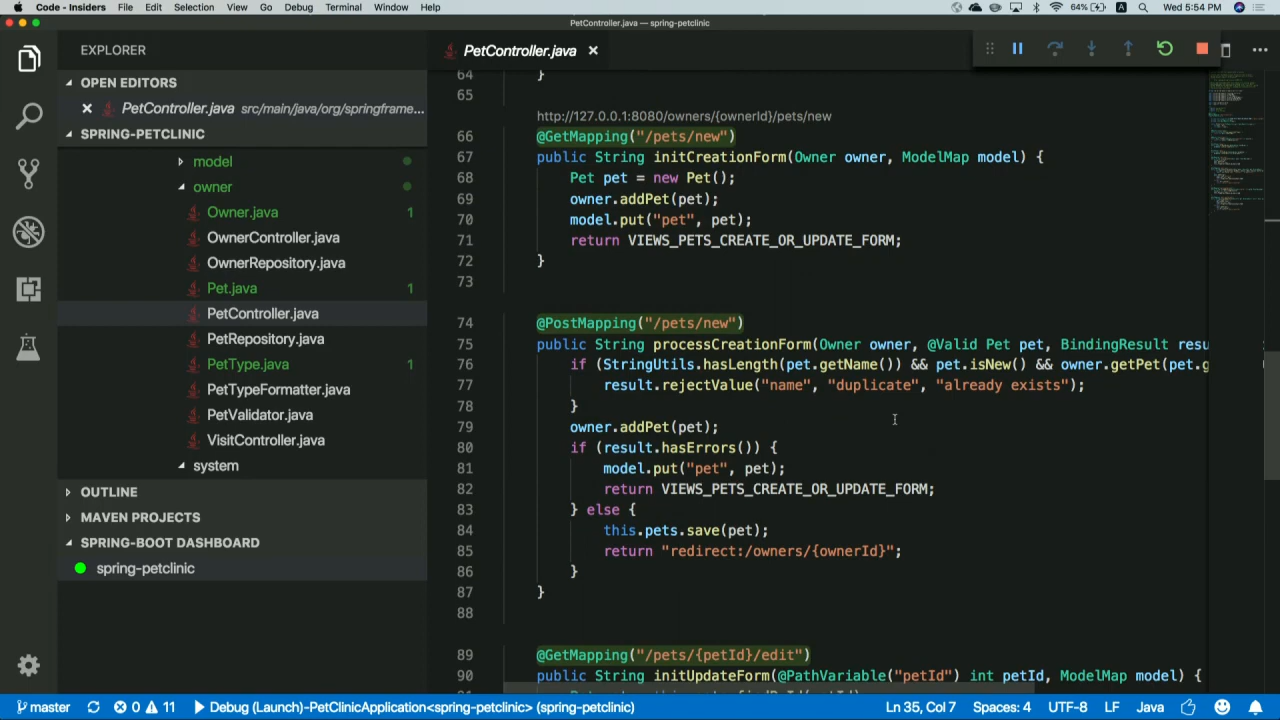 Code - Insiders File Edit Selection View Go Debug Terminal Window Help 64% A Wed 5:54 PM
PetController.java — spring-petclinic
EXPLORER
OPEN EDITORS
PetController.java src/main/java/org/springframe...
SPRING-PETCLINIC
model
owner
Owner.java 1
OwnerController.java
OwnerRepository.java
Pet.java 1
PetController.java
PetRepository.java
PetType.java 1
PetTypeFormatter.java
PetValidator.java
VisitController.java
system
OUTLINE
MAVEN PROJECTS
SPRING-BOOT DASHBOARD
spring-petclinic
PetController.java
64 }
65
http://127.0.0.1:8080/owners/{ownerId}/pets/new
66 @GetMapping("/pets/new")
67 public String initCreationForm(Owner owner, ModelMap model) {
68 Pet pet = new Pet();
69 owner.addPet(pet);
70 model.put("pet", pet);
71 return VIEWS_PETS_CREATE_OR_UPDATE_FORM;
72 }
73
74 @PostMapping("/pets/new")
75 public String processCreationForm(Owner owner, @Valid Pet pet, BindingResult resu
76 if (StringUtils.hasLength(pet.getName()) && pet.isNew() && owner.getPet(pet.g
77 result.rejectValue("name", "duplicate", "already exists");
78 }
79 owner.addPet(pet);
80 if (result.hasErrors()) {
81 model.put("pet", pet);
82 return VIEWS_PETS_CREATE_OR_UPDATE_FORM;
83 } else {
84 this.pets.save(pet);
85 return "redirect:/owners/{ownerId}";
86 }
87 }
88
89 @GetMapping("/pets/{petId}/edit")
90 public String initUpdateForm(@PathVariable("petId") int petId, ModelMap model) {
master 0 11 Debug (Launch)-PetClinicApplication<spring-petclinic> (spring-petclinic) Ln 35, Col 7 Spaces: 4 UTF-8 LF Java